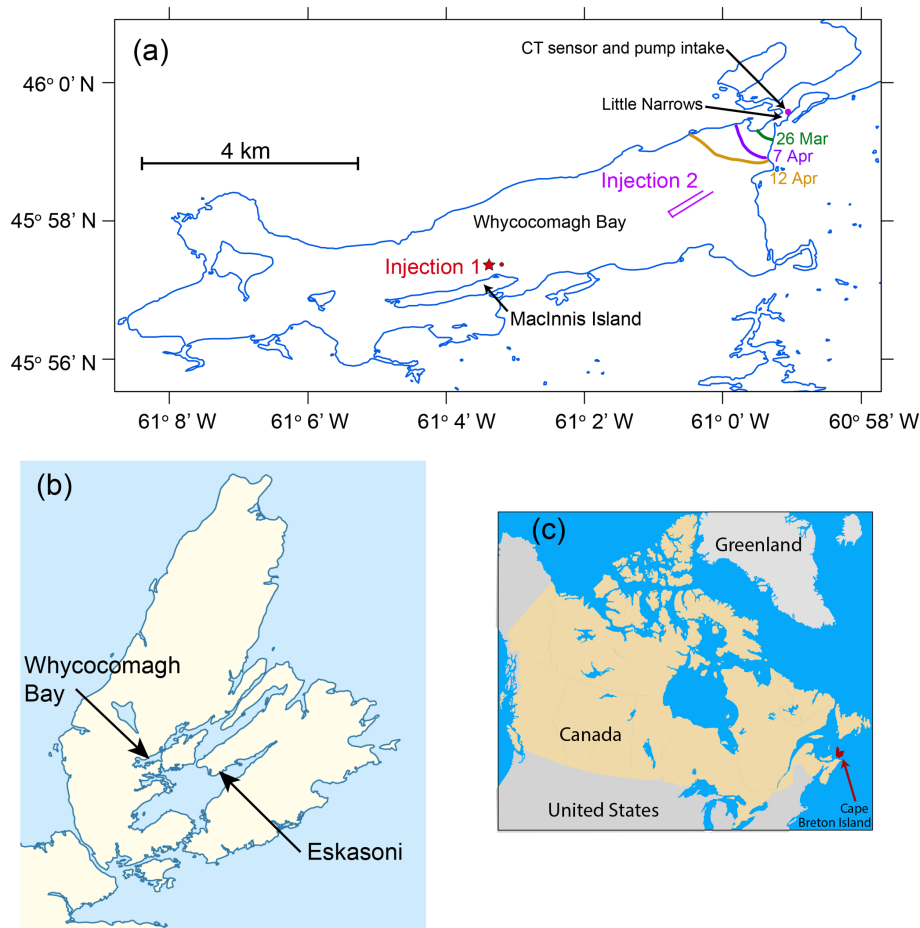 (a)
CT sensor and pump intake
46° 0' N
Little Narrows
26 Mar
4 km
7 Apr
12 Apr
Injection 2
45° 58' N
Whycocomagh Bay
Injection 1
MacInnis Island
45° 56' N
61° 8' W
61° 6' W
61° 4' W
61° 2' W
61° 0' W
60° 58' W
(b)
Whycocomagh
Bay
Eskasoni
(c)
Greenland
Canada
United States
Cape
Breton Island